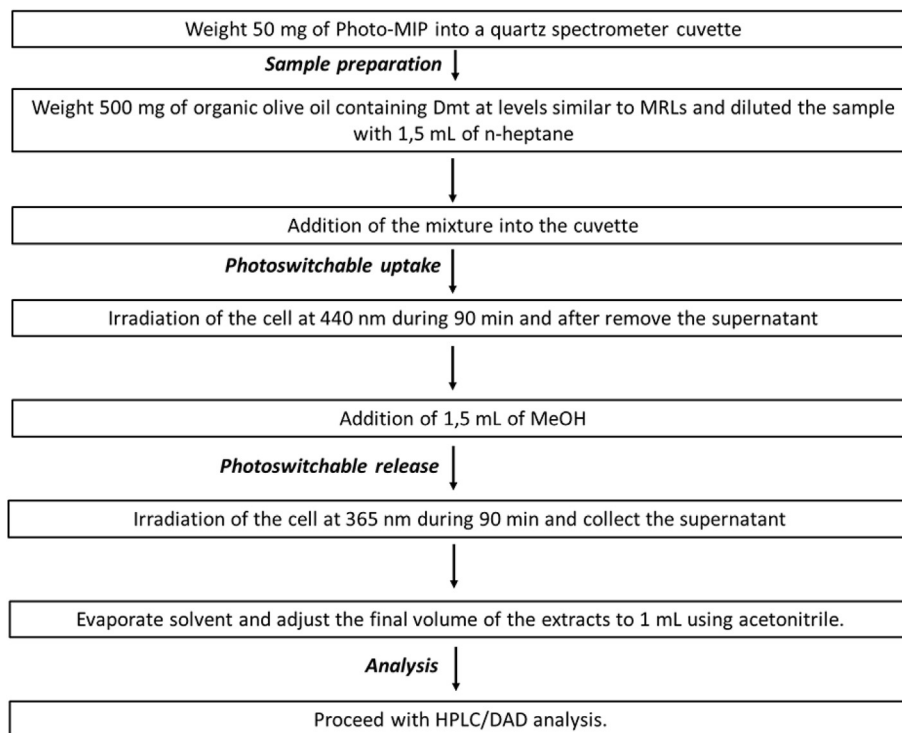 Weight 50 mg of Photo-MIP into a quartz spectrometer cuvette
Sample preparation
Weight 500 mg of organic olive oil containing Dmt at levels similar to MRLs and diluted the sample
with 1,5 mL of n-heptane
Addition of the mixture into the cuvette
Photoswitchable uptake
Irradiation of the cell at 440 nm during 90 min and after remove the supernatant
Addition of 1,5 mL of MeOH
Photoswitchable release
Irradiation of the cell at 365 nm during 90 min and collect the supernatant
Evaporate solvent and adjust the final volume of the extracts to 1 mL using acetonitrile.
Analysis
Proceed with HPLC/DAD analysis.